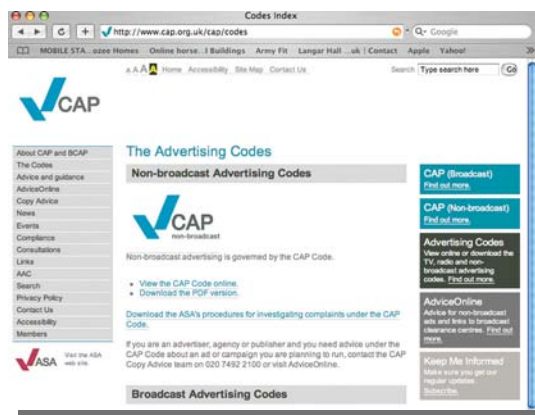 Codes Index
http://www.cap.org.uk/cap/codes
Google
MOBILE STA...ozee Homes Online horse...l Buildings Army Fit Langar Hall ...uk | Contact Apple Yahoo!
A A A A Home Accessibility Site Map Contact Us Search Type search here Go
CAP
About CAP and BCAP
The Codes
Advice and guidance
AdviceOnline
Copy Advice
News
Events
Compliance
Consultations
Links
AAC
Search
Privacy Policy
Contact Us
Accessibility
Members
ASA
Visit the ASA
web site.
The Advertising Codes
Non-broadcast Advertising Codes
CAP
non-broadcast
Non-broadcast advertising is governed by the CAP Code.
View the CAP Code online.
Download the PDF version.
Download the ASA's procedures for investigating complaints under the CAP
Code.
If you are an advertiser, agency or publisher and you need advice under the
CAP Code about an ad or campaign you are planning to run, contact the CAP
Copy Advice team on 020 7492 2100 or visit AdviceOnline.
Broadcast Advertising Codes
CAP (Broadcast)
Find out more.
CAP (Non-broadcast)
Find out more.
Advertising Codes
View online or download the
TV, radio and non-
broadcast advertising
codes. Find out more.
AdviceOnline
Advice for non-broadcast
ads and links to broadcast
clearance centres. Find out
more.
Keep Me Informed
Make sure you get our
regular updates.
Subscribe.